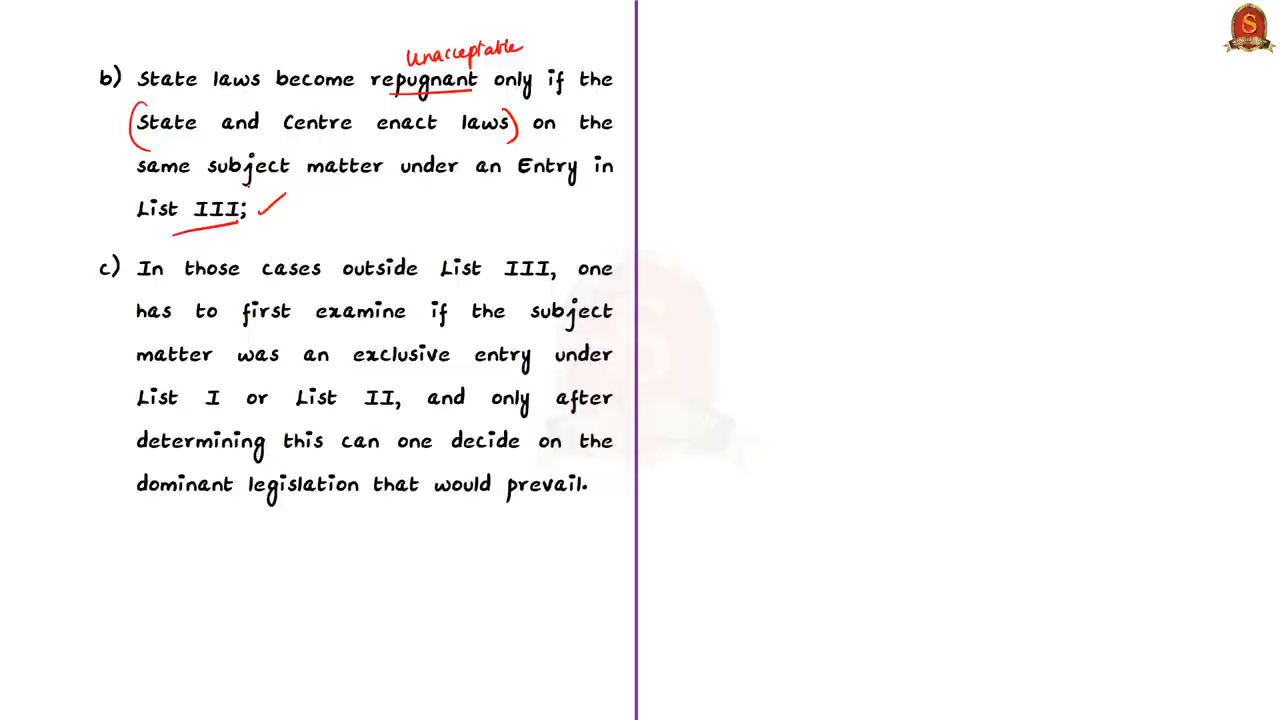 unacceptable
b) State laws become repugnant only if the
State and Centre enact laws) on the
same subject matter under an Entry in
List III;
c) In those cases outside List III, one
has to first examine if the subject
matter was an exclusive entry under
List I or List II, and only after
determining this can one decide on the
dominant legislation that would prevail.
S